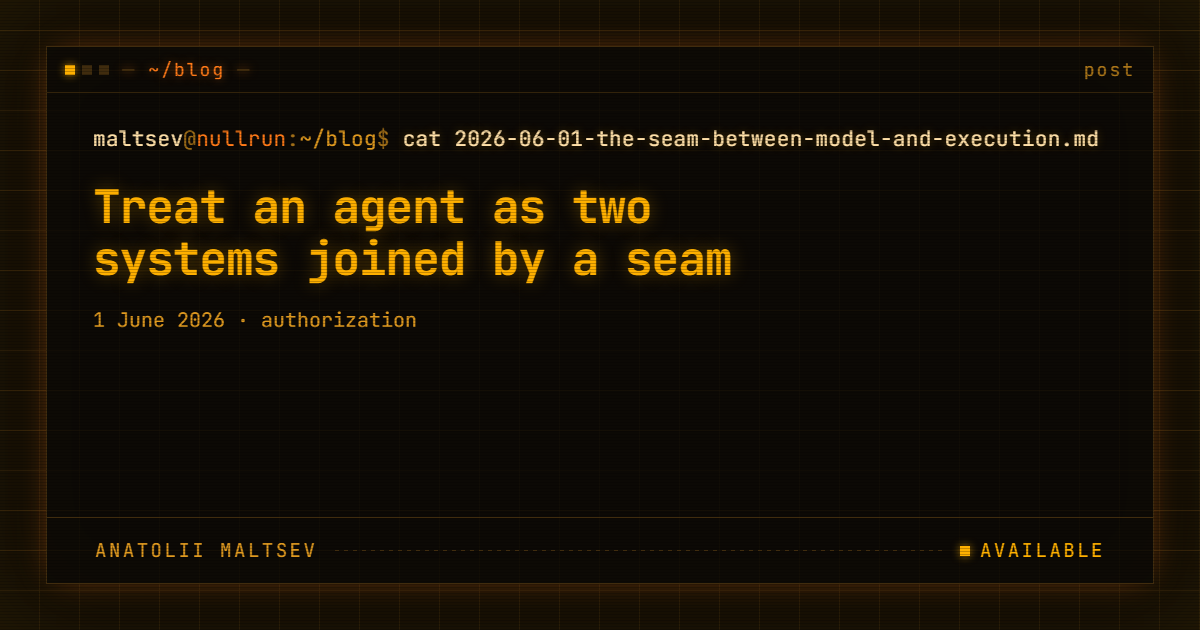 — ~/blog —
post
maltsev@nullrun:~/blog$ cat 2026-06-01-the-seam-between-model-and-execution.md
Treat an agent as two
systems joined by a seam
1 June 2026 · authorization
ANATOLII MALTSEV
AVAILABLE